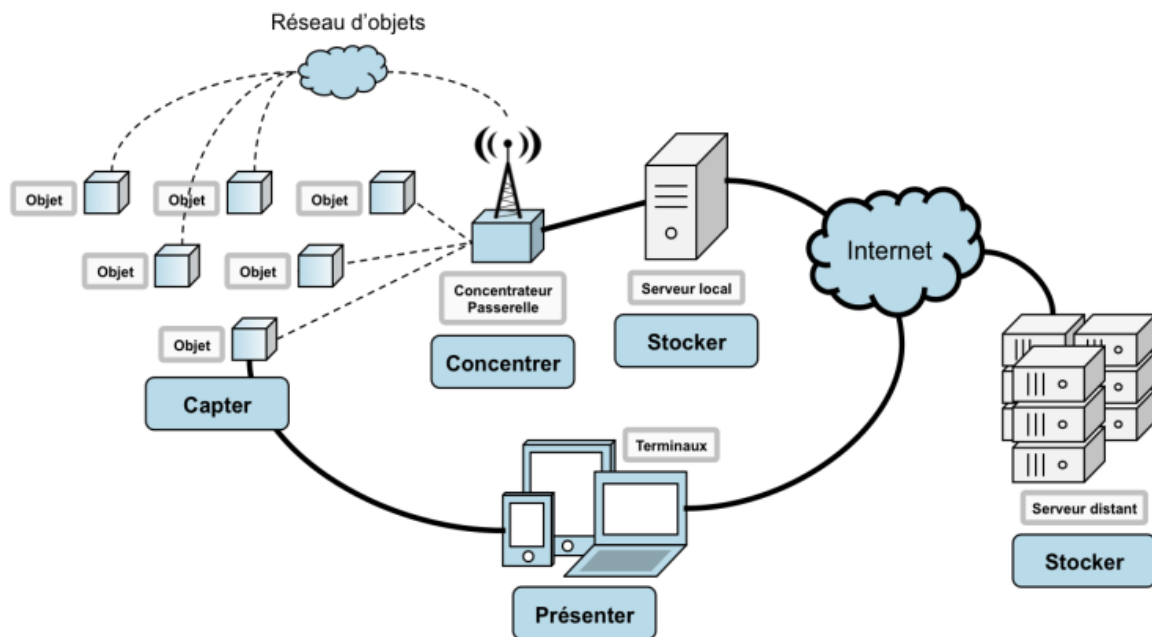 Réseau d'objets
Objet
Objet
Objet
Objet
Objet
Objet
Capter
Concentrateur
Passerelle
Concentrer
Serveur local
Stocker
Internet
Terminaux
Présenter
Serveur distant
Stocker